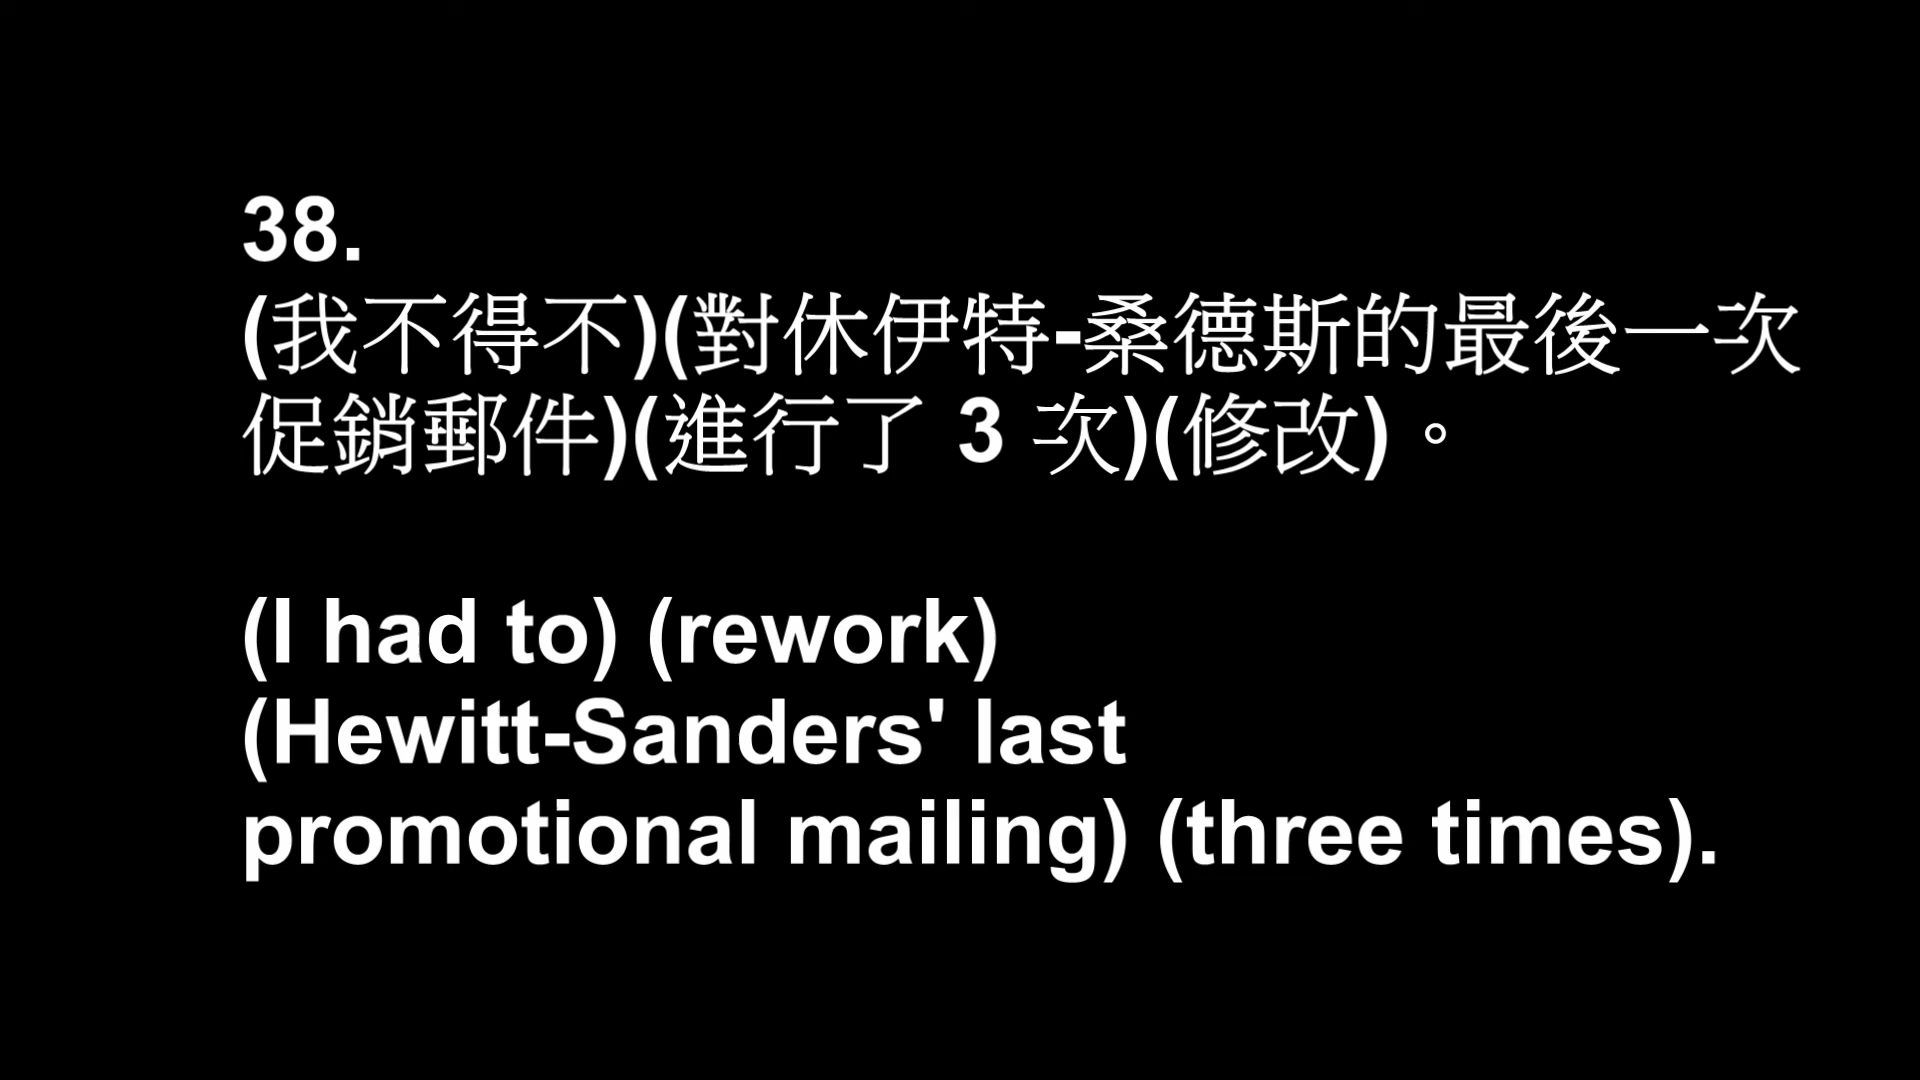 38.
(我不得不)(對休伊特-桑德斯的最後一次
促銷郵件)(進行了 3 次)(修改)。
(I had to) (rework)
(Hewitt-Sanders' last
promotional mailing) (three times).